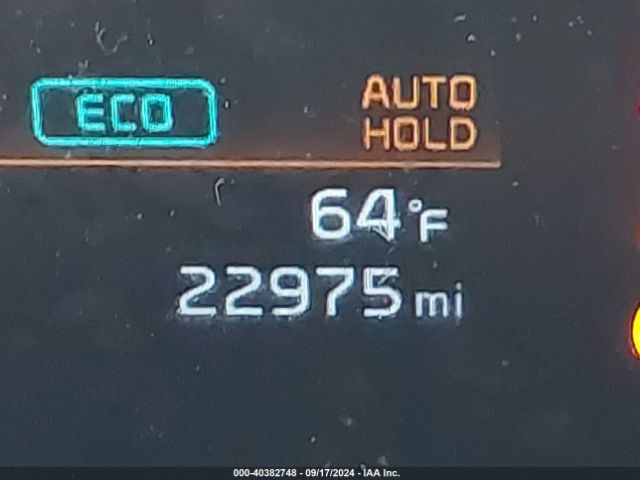 ECO
AUTO
HOLD
64°F
22975 mi
000-40382748 - 09/17/2024 - IAA Inc.